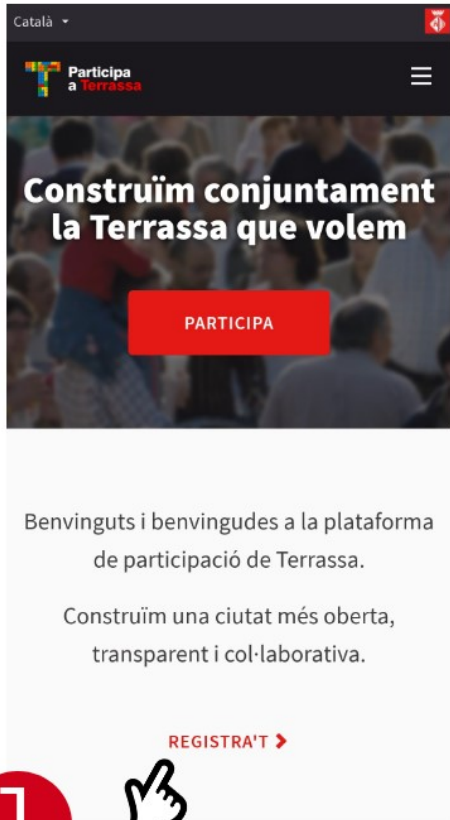 Català
Participa
a Terrassa
Construïm conjuntament
la Terrassa que volem
PARTICIPA
Benvinguts i benvingudes a la plataforma
de participació de Terrassa.
Construïm una ciutat més oberta,
transparent i col·laborativa.
REGISTRA'T
1